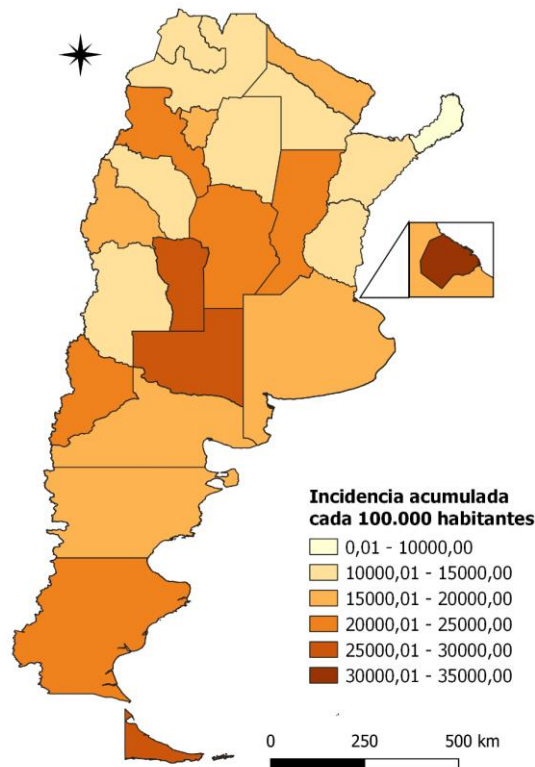 Incidencia acumulada
cada 100.000 habitantes
0,01 - 10000,00
10000,01 - 15000,00
15000,01 - 20000,00
20000,01 - 25000,00
25000,01 - 30000,00
30000,01 - 35000,00
0 250 500 km